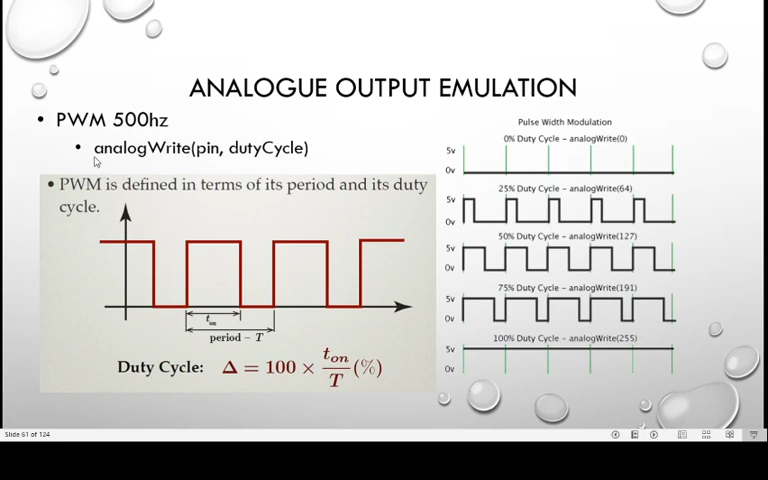 ANALOGUE OUTPUT EMULATION
• PWM 500hz
• analogWrite(pin, dutyCycle)
• PWM is defined in terms of its period and its duty
cycle.
t_on
period – T
Duty Cycle: Δ = 100 × t_on/T (%)
Pulse Width Modulation
0% Duty Cycle – analogWrite(0)
5v
0v
25% Duty Cycle – analogWrite(64)
5v
0v
50% Duty Cycle – analogWrite(127)
5v
0v
75% Duty Cycle – analogWrite(191)
5v
0v
100% Duty Cycle – analogWrite(255)
5v
0v
Slide 61 of 124